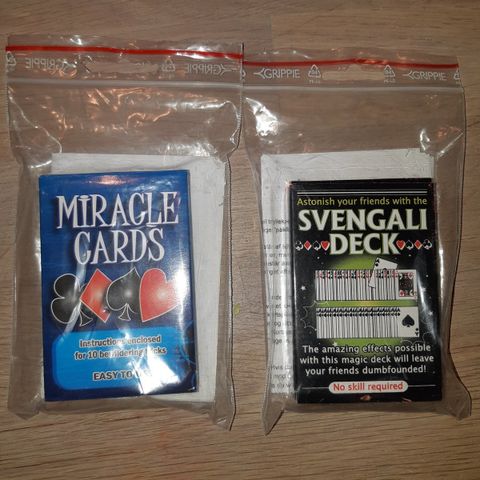 GRIPPIE
MIRACLE
CARDS
Instructions enclosed
for 10 bewildering tricks
EASY TO
GRIPPIE
Astonish your friends with the
SVENGALI
DECK
The amazing effects possible
with this magic deck will leave
your friends dumbfounded!
No skill required